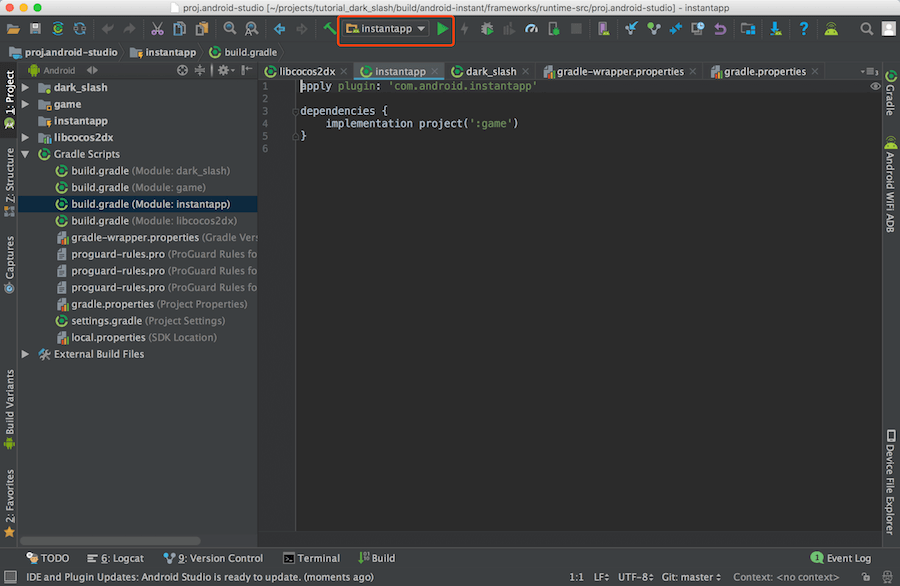 proj.android-studio [~/projects/tutorial_dark_slash/build/android-instant/frameworks/runtime-src/proj.android-studio] - instantapp
instantapp
proj.android-studio
instantapp
build.gradle
Android
libcocos2dx
instantapp
dark_slash
gradle-wrapper.properties
gradle.properties
1: Project
Z: Structure
Captures
Build Variants
2: Favorites
dark_slash
game
instantapp
libcocos2dx
Gradle Scripts
build.gradle (Module: dark_slash)
build.gradle (Module: game)
build.gradle (Module: instantapp)
build.gradle (Module: libcocos2dx)
gradle-wrapper.properties (Gradle Vers
proguard-rules.pro (ProGuard Rules fo
proguard-rules.pro (ProGuard Rules fo
proguard-rules.pro (ProGuard Rules fo
gradle.properties (Project Properties)
settings.gradle (Project Settings)
local.properties (SDK Location)
External Build Files
1 apply plugin: 'com.android.instantapp'
2
3 dependencies {
4 implementation project(':game')
5 }
6
Gradle
Android WiFi ADB
Device File Explorer
TODO
6: Logcat
9: Version Control
Terminal
Build
1 Event Log
IDE and Plugin Updates: Android Studio is ready to update. (moments ago)
1:1
LF
UTF-8
Git: master
Context: <no context>